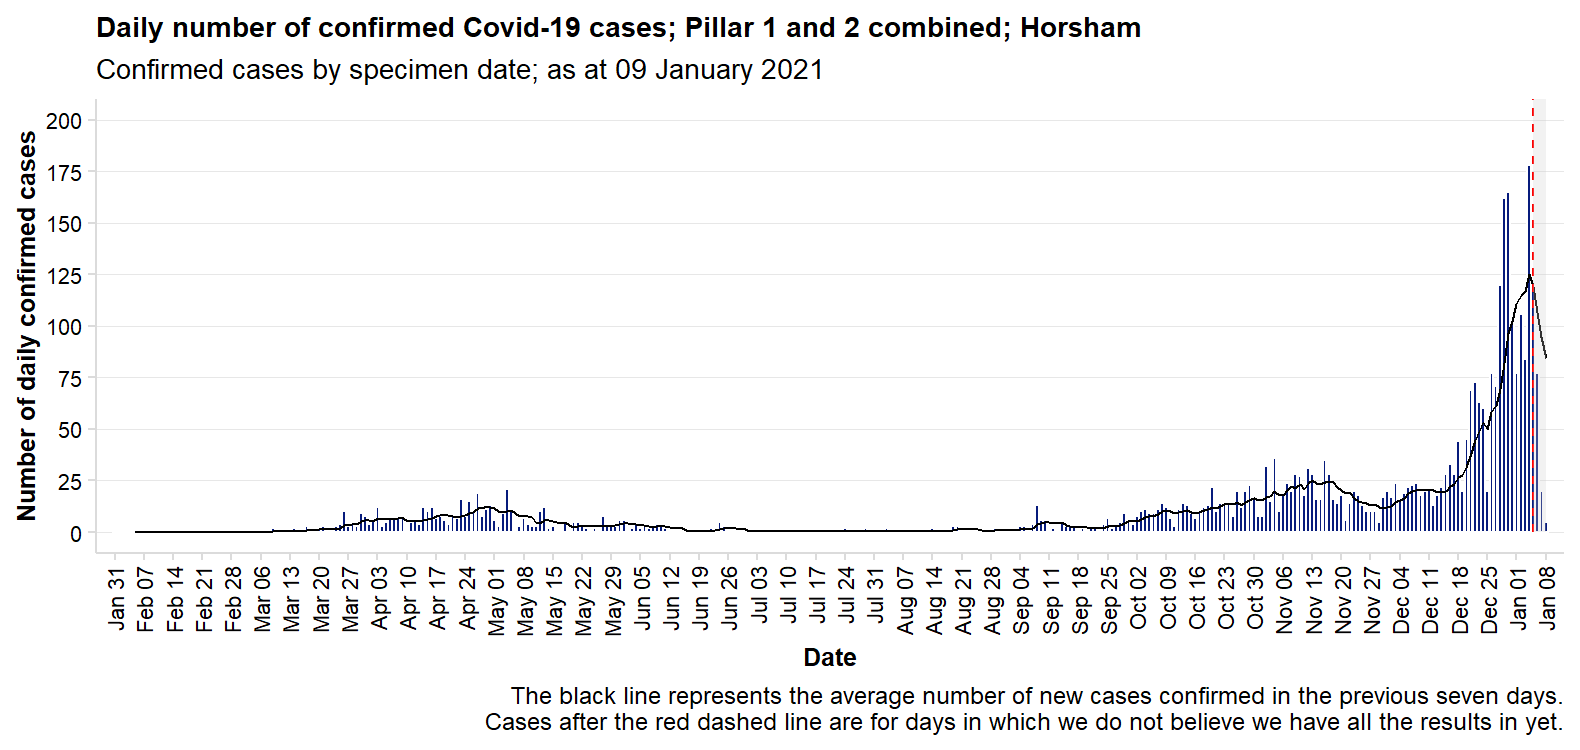 Daily number of confirmed Covid-19 cases; Pillar 1 and 2 combined; Horsham
Confirmed cases by specimen date; as at 09 January 2021
Number of daily confirmed cases
200
175
150
125
100
75
50
25
0
Jan 31
Feb 07
Feb 14
Feb 21
Feb 28
Mar 06
Mar 13
Mar 20
Mar 27
Apr 03
Apr 10
Apr 17
Apr 24
May 01
May 08
May 15
May 22
May 29
Jun 05
Jun 12
Jun 19
Jun 26
Jul 03
Jul 10
Jul 17
Jul 24
Jul 31
Aug 07
Aug 14
Aug 21
Aug 28
Sep 04
Sep 11
Sep 18
Sep 25
Oct 02
Oct 09
Oct 16
Oct 23
Oct 30
Nov 06
Nov 13
Nov 20
Nov 27
Dec 04
Dec 11
Dec 18
Dec 25
Jan 01
Jan 08
Date
The black line represents the average number of new cases confirmed in the previous seven days.
Cases after the red dashed line are for days in which we do not believe we have all the results in yet.